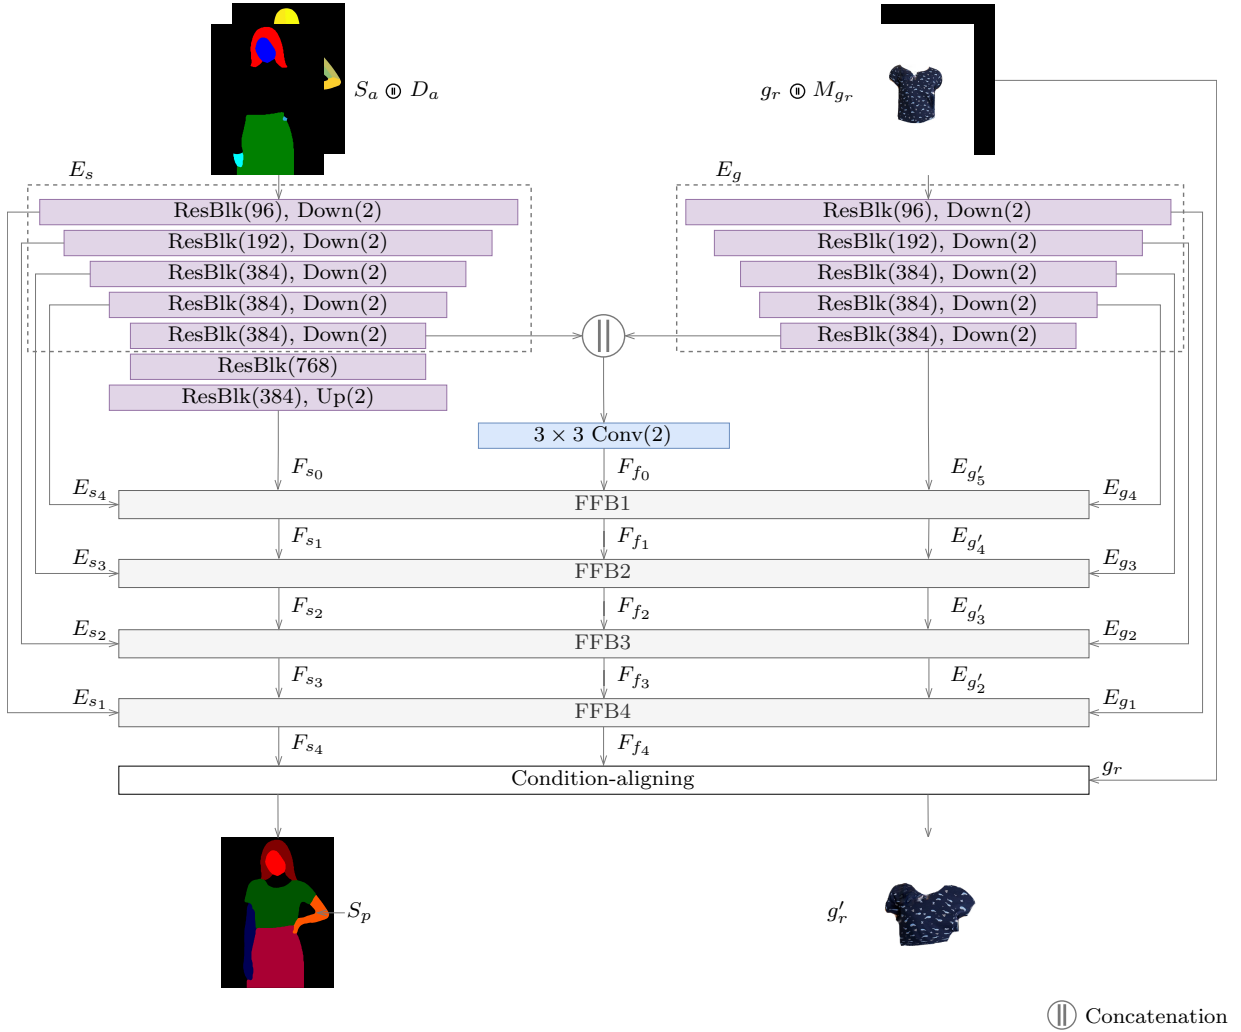 S_a ⊕ D_a
g_r ⊕ M_{g_r}
E_s
E_g
ResBlk(96), Down(2)
ResBlk(96), Down(2)
ResBlk(192), Down(2)
ResBlk(192), Down(2)
ResBlk(384), Down(2)
ResBlk(384), Down(2)
ResBlk(384), Down(2)
ResBlk(384), Down(2)
ResBlk(384), Down(2)
ResBlk(384), Down(2)
ResBlk(768)
ResBlk(384), Up(2)
3 × 3 Conv(2)
F_{s_0}
F_{f_0}
E_{g'_5}
E_{s_4}
E_{g_4}
FFB1
F_{s_1}
F_{f_1}
E_{g'_4}
E_{s_3}
E_{g_3}
FFB2
F_{s_2}
F_{f_2}
E_{g'_3}
E_{s_2}
E_{g_2}
FFB3
F_{s_3}
F_{f_3}
E_{g'_2}
E_{s_1}
E_{g_1}
FFB4
F_{s_4}
F_{f_4}
g_r
Condition-aligning
S_p
g'_r
Concatenation